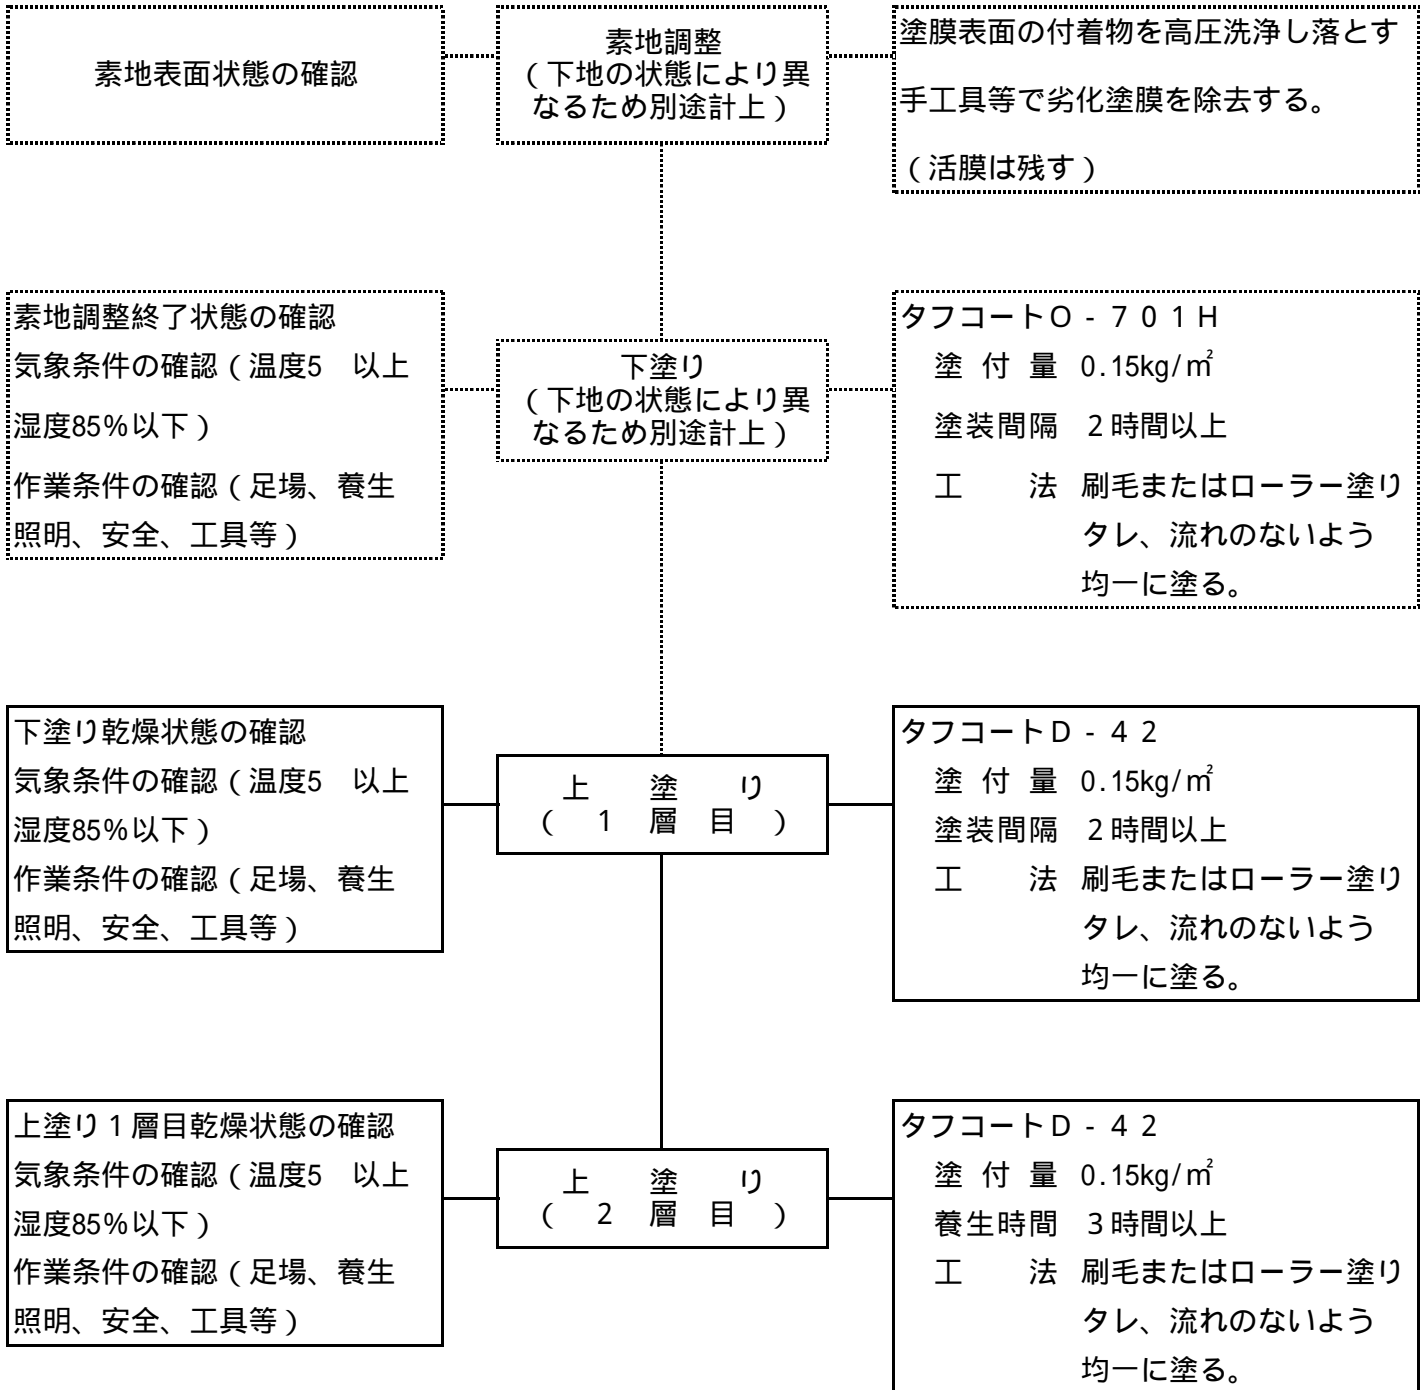 素地表面状態の確認
素地調整
(下地の状態により異
なるため別途計上)
塗膜表面の付着物を高圧洗浄し落とす
手工具等で劣化塗膜を除去する。
(活膜は残す)
素地調整終了状態の確認
気象条件の確認(温度5　以上
湿度85%以下)
作業条件の確認(足場、養生
照明、安全、工具等)
下塗り
(下地の状態により異
なるため別途計上)
タフコートO-701H
塗 付 量 0.15kg/㎡
塗装間隔 2時間以上
工　　法 刷毛またはローラー塗り
タレ、流れのないよう
均一に塗る。
下塗り乾燥状態の確認
気象条件の確認(温度5　以上
湿度85%以下)
作業条件の確認(足場、養生
照明、安全、工具等)
上　塗　り
( 1 層 目 )
タフコートD-42
塗 付 量 0.15kg/㎡
塗装間隔 2時間以上
工　　法 刷毛またはローラー塗り
タレ、流れのないよう
均一に塗る。
上塗り1層目乾燥状態の確認
気象条件の確認(温度5　以上
湿度85%以下)
作業条件の確認(足場、養生
照明、安全、工具等)
上　塗　り
( 2 層 目 )
タフコートD-42
塗 付 量 0.15kg/㎡
養生時間 3時間以上
工　　法 刷毛またはローラー塗り
タレ、流れのないよう
均一に塗る。